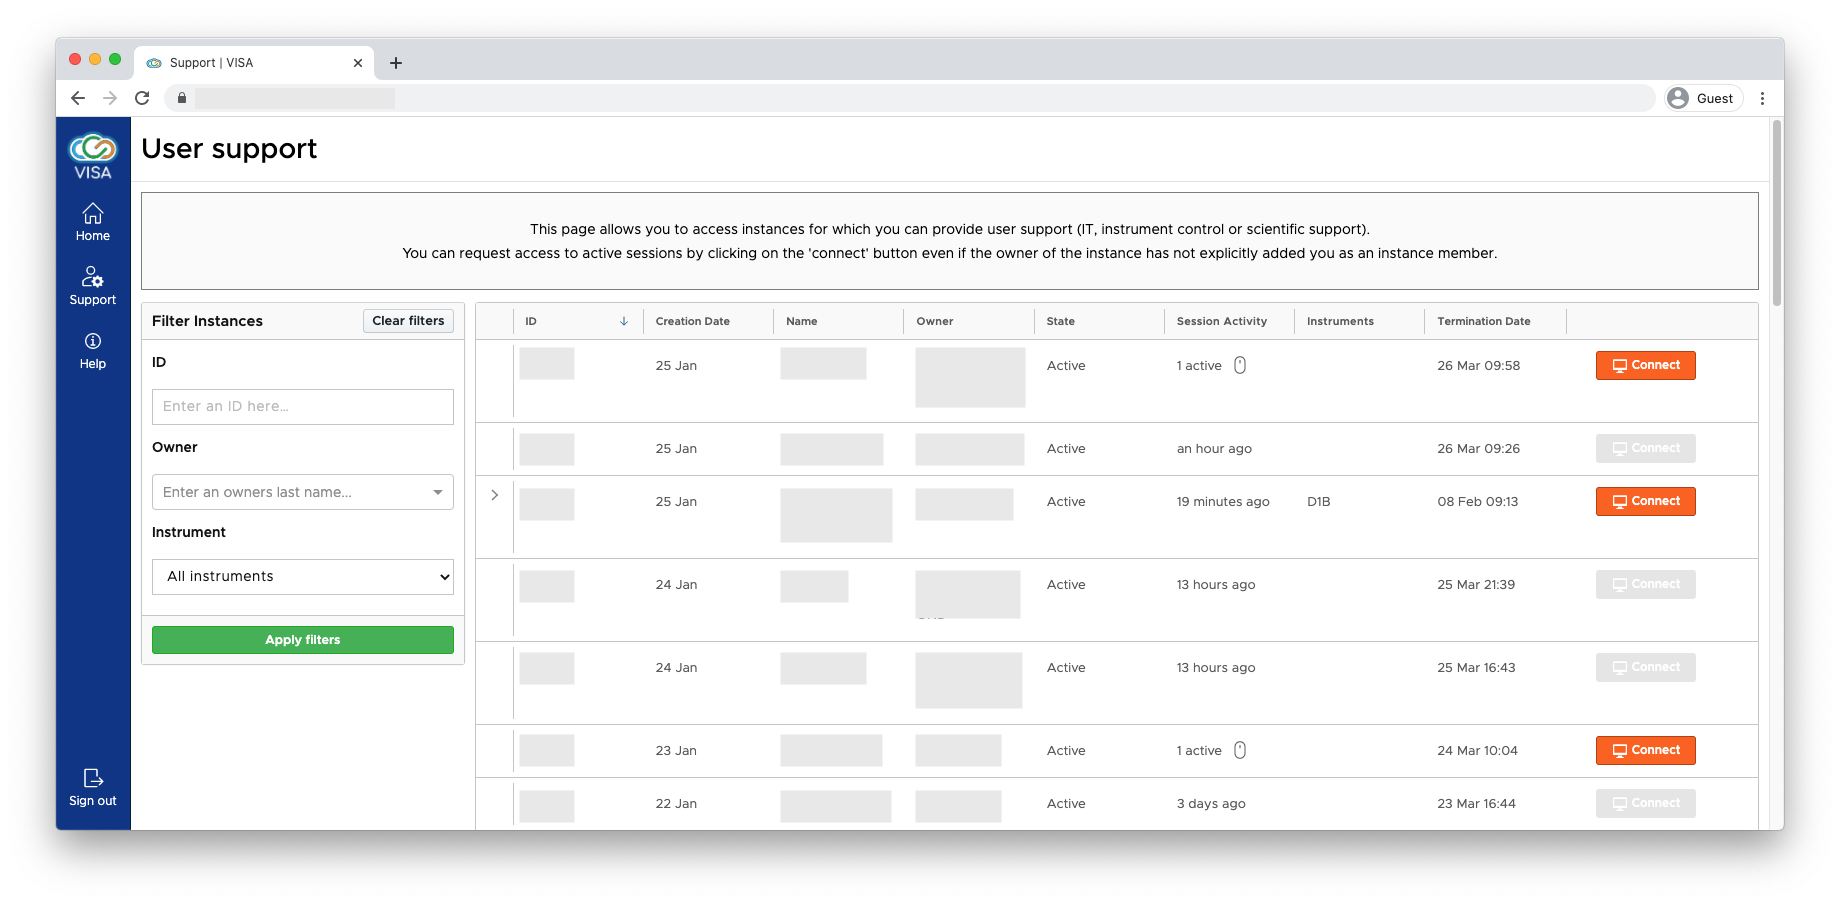 Support | VISA
Guest
VISA
Home
Support
Help
Sign out
User support
This page allows you to access instances for which you can provide user support (IT, instrument control or scientific support).
You can request access to active sessions by clicking on the 'connect' button even if the owner of the instance has not explicitly added you as an instance member.
Filter Instances Clear filters
ID
Enter an ID here...
Owner
Enter an owners last name...
Instrument
All instruments
Apply filters
ID Creation Date Name Owner State Session Activity Instruments Termination Date
25 Jan Active 1 active 26 Mar 09:58 Connect
25 Jan Active an hour ago 26 Mar 09:26 Connect
25 Jan Active 19 minutes ago D1B 08 Feb 09:13 Connect
24 Jan Active 13 hours ago 25 Mar 21:39 Connect
24 Jan Active 13 hours ago 25 Mar 16:43 Connect
23 Jan Active 1 active 24 Mar 10:04 Connect
22 Jan Active 3 days ago 23 Mar 16:44 Connect